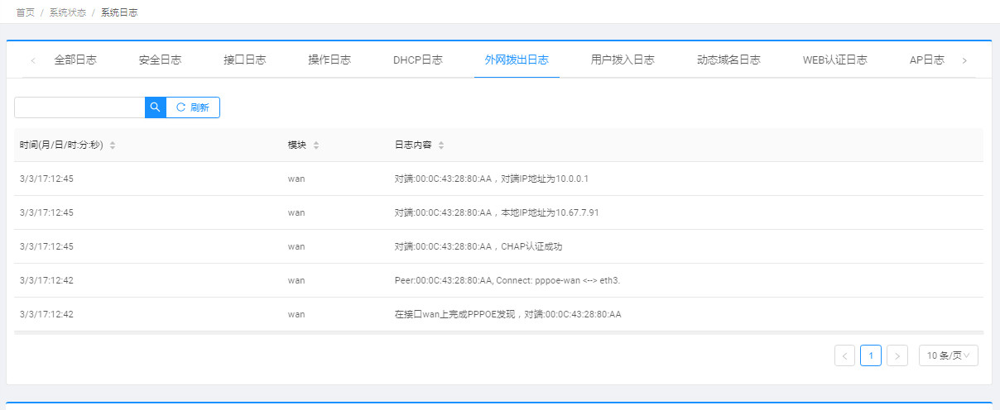 首页 / 系统状态 / 系统日志
全部日志 安全日志 接口日志 操作日志 DHCP日志 外网拨出日志 用户拨入日志 动态域名日志 WEB认证日志 AP日志
刷新
时间(月/日/时:分:秒) 模块 日志内容
3/3/17:12:45 wan 对端:00:0C:43:28:80:AA，对端IP地址为10.0.0.1
3/3/17:12:45 wan 对端:00:0C:43:28:80:AA，本地IP地址为10.67.7.91
3/3/17:12:45 wan 对端:00:0C:43:28:80:AA，CHAP认证成功
3/3/17:12:42 wan Peer:00:0C:43:28:80:AA, Connect: pppoe-wan <--> eth3.
3/3/17:12:42 wan 在接口wan上完成PPPOE发现，对端:00:0C:43:28:80:AA
1 10 条/页